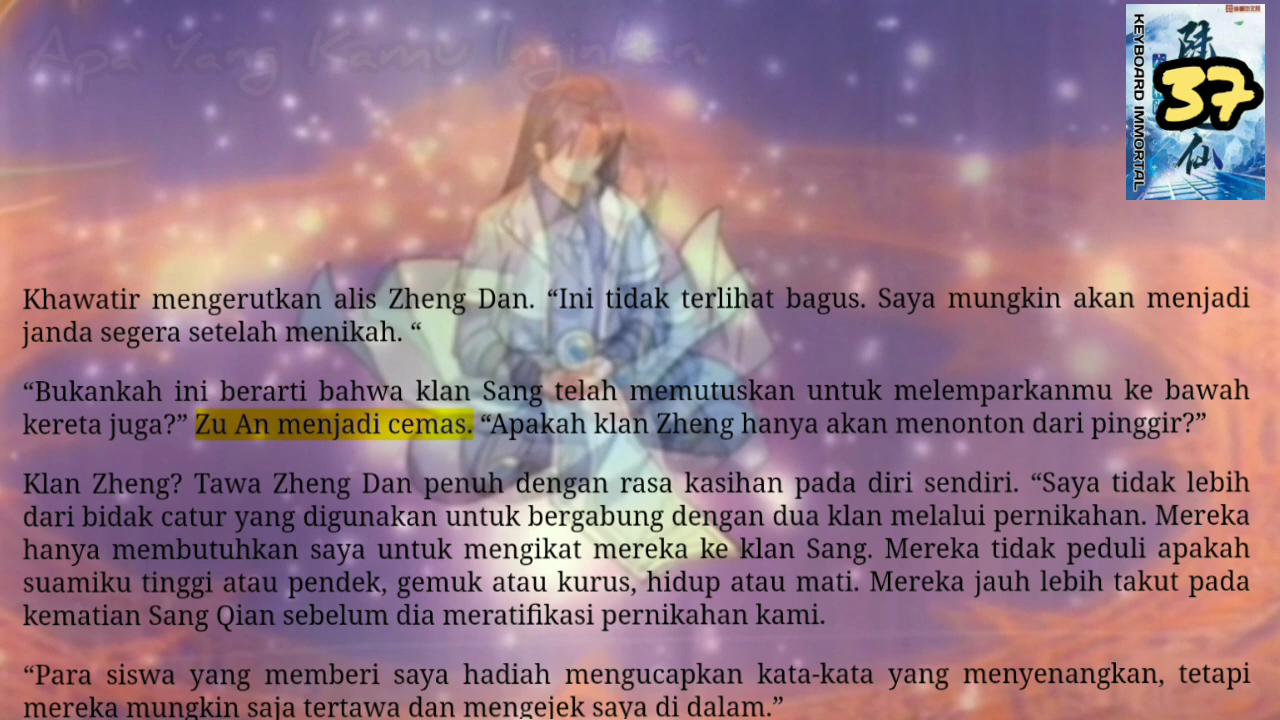 Apa Yang Kamu Inginkan
KEYBOARD IMMORTAL
37
仙
Khawatir mengerutkan alis Zheng Dan. “Ini tidak terlihat bagus. Saya mungkin akan menjadi
janda segera setelah menikah. “
“Bukankah ini berarti bahwa klan Sang telah memutuskan untuk melemparkanmu ke bawah
kereta juga?” Zu An menjadi cemas. “Apakah klan Zheng hanya akan menonton dari pinggir?”
Klan Zheng? Tawa Zheng Dan penuh dengan rasa kasihan pada diri sendiri. “Saya tidak lebih
dari bidak catur yang digunakan untuk bergabung dengan dua klan melalui pernikahan. Mereka
hanya membutuhkan saya untuk mengikat mereka ke klan Sang. Mereka tidak peduli apakah
suamiku tinggi atau pendek, gemuk atau kurus, hidup atau mati. Mereka jauh lebih takut pada
kematian Sang Qian sebelum dia meratifikasi pernikahan kami.
“Para siswa yang memberi saya hadiah mengucapkan kata-kata yang menyenangkan, tetapi
mereka mungkin saja tertawa dan mengejek saya di dalam.”